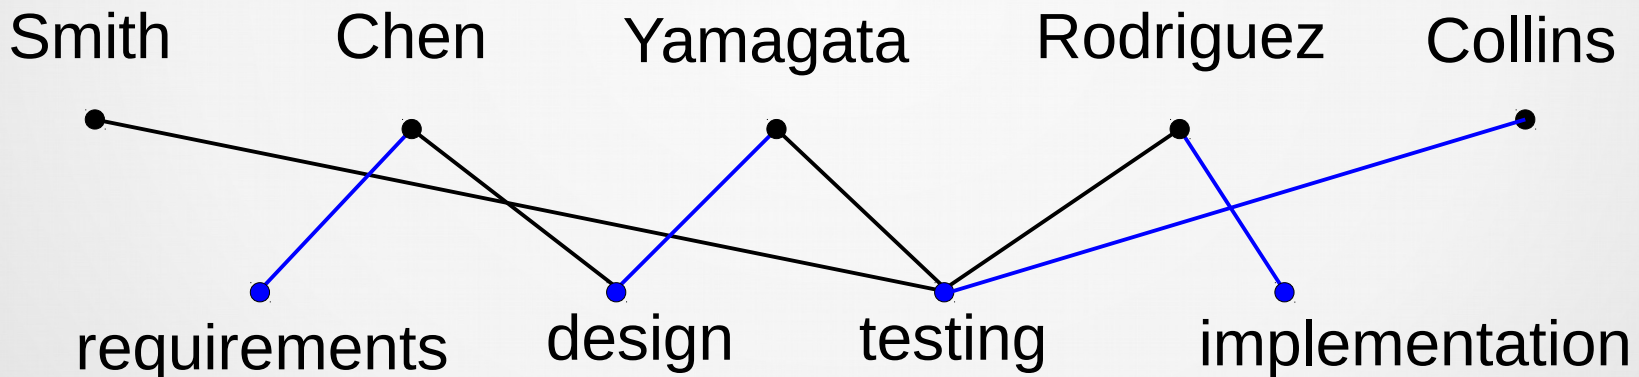 Smith Chen Yamagata Rodriguez Collins
requirements design testing implementation